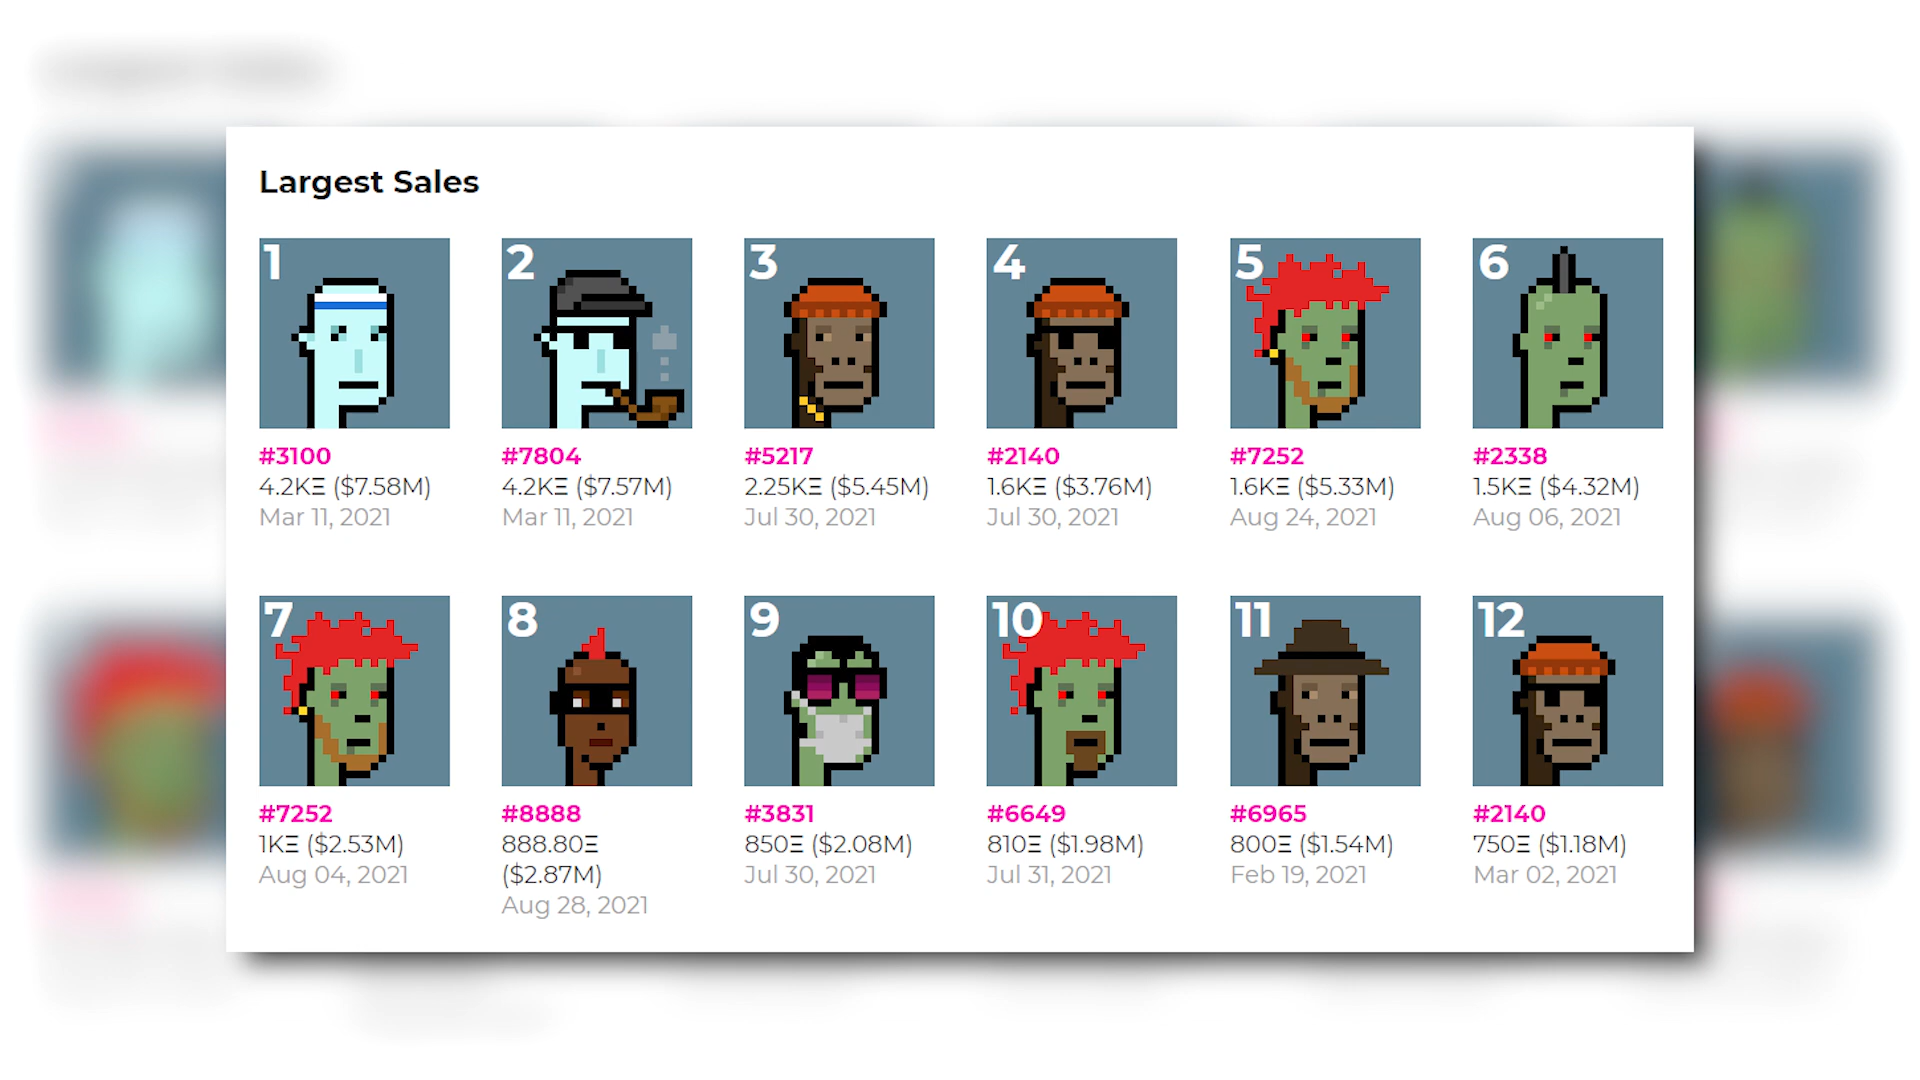 Largest Sales
1
2
3
4
5
6
#3100
#7804
#5217
#2140
#7252
#2338
4.2KΞ ($7.58M)
4.2KΞ ($7.57M)
2.25KΞ ($5.45M)
1.6KΞ ($3.76M)
1.6KΞ ($5.33M)
1.5KΞ ($4.32M)
Mar 11, 2021
Mar 11, 2021
Jul 30, 2021
Jul 30, 2021
Aug 24, 2021
Aug 06, 2021
7
8
9
10
11
12
#7252
#8888
#3831
#6649
#6965
#2140
1KΞ ($2.53M)
888.80Ξ
($2.87M)
850Ξ ($2.08M)
810Ξ ($1.98M)
800Ξ ($1.54M)
750Ξ ($1.18M)
Aug 04, 2021
Aug 28, 2021
Jul 30, 2021
Jul 31, 2021
Feb 19, 2021
Mar 02, 2021